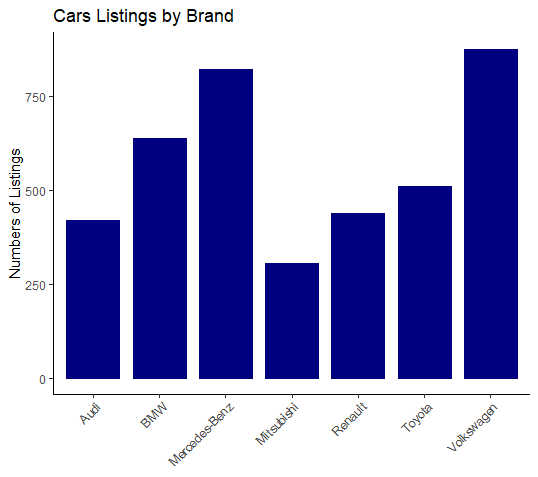 Cars Listings by Brand
Numbers of Listings
750
500
250
0
Audi
BMW
Mercedes-Benz
Mitsubishi
Renault
Toyota
Volkswagen